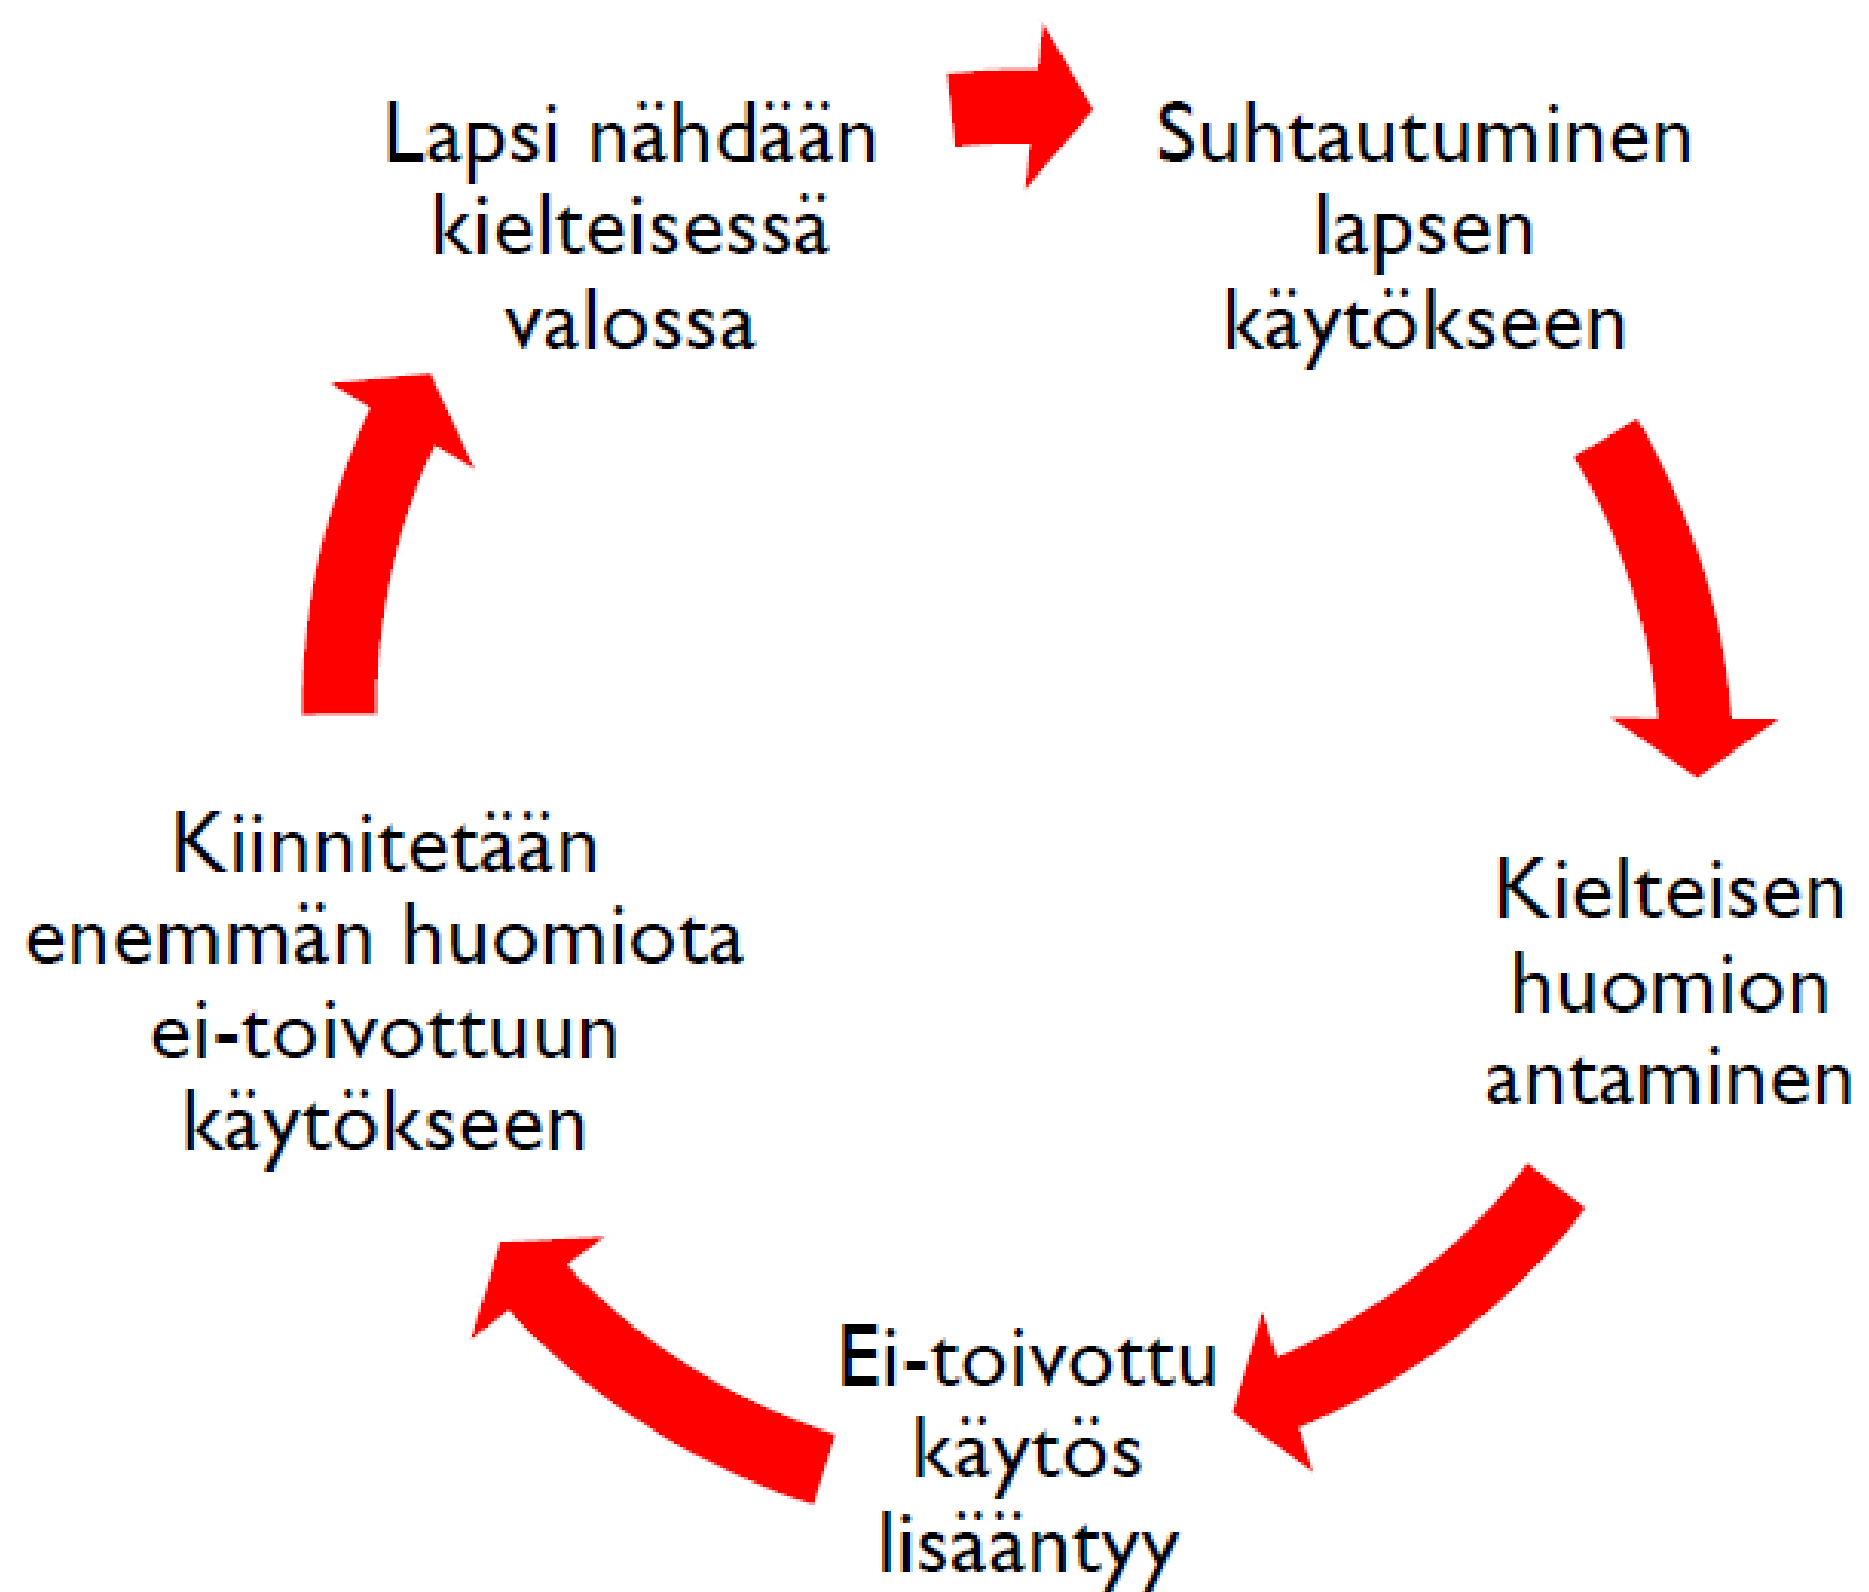 Lapsi nähdään
kielteisessä
valossa
Suhtautuminen
lapsen
käytökseen
Kielteisen
huomion
antaminen
Ei-toivottu
käytös
lisääntyy
Kiinnitetään
enemmän huomiota
ei-toivottuun
käytökseen